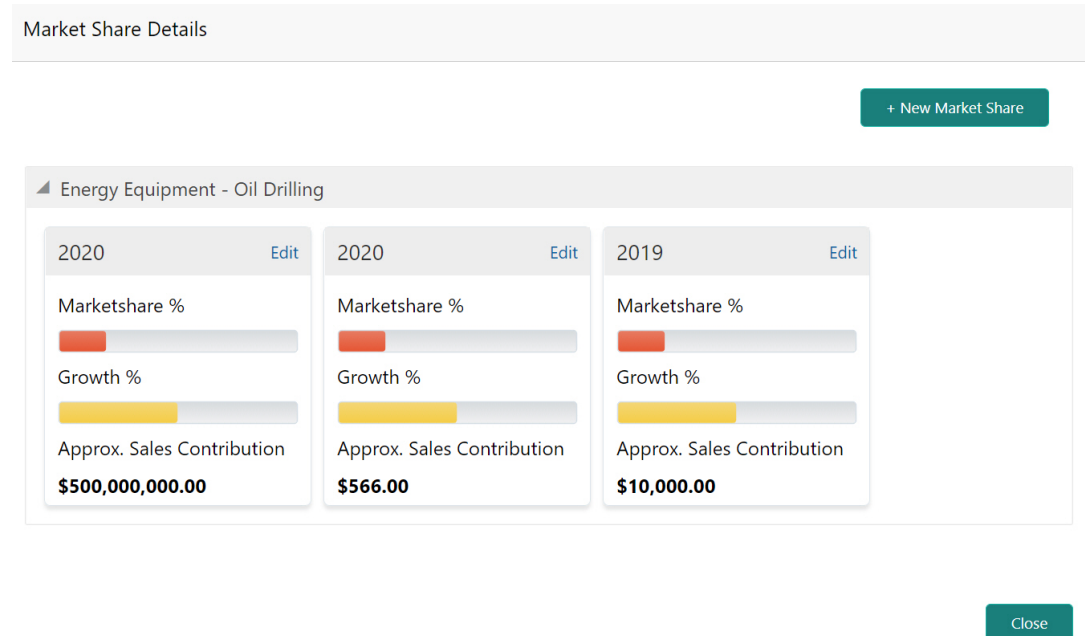 Market Share Details
+ New Market Share
Energy Equipment - Oil Drilling
2020 Edit
Marketshare %
Growth %
Approx. Sales Contribution
$500,000,000.00
2020 Edit
Marketshare %
Growth %
Approx. Sales Contribution
$566.00
2019 Edit
Marketshare %
Growth %
Approx. Sales Contribution
$10,000.00
Close